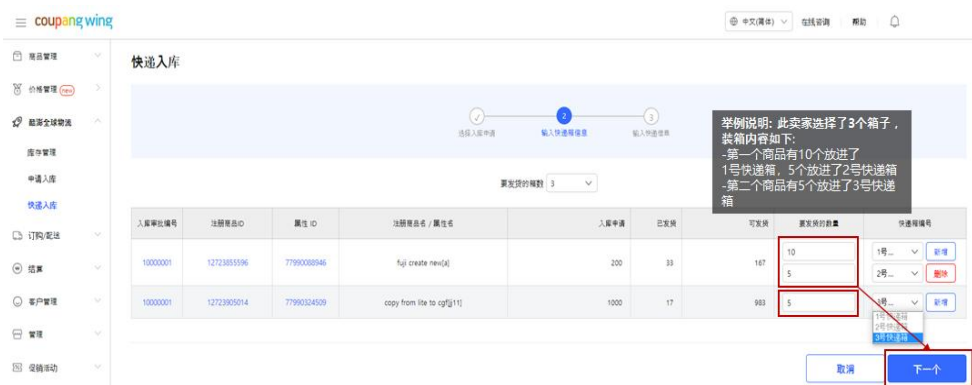 coupang wing
中文(简体)
在线咨询
帮助
商品管理
价格管理 new
酷澎全球物流
库存管理
申请入库
快递入库
订购/配送
结算
客户管理
管理
促销活动
快递入库
选择入库申请
2
输入快递箱信息
3
输入快递信息
举例说明: 此卖家选择了3个箱子，
装箱内容如下:
-第一个商品有10个放进了
1号快递箱，5个放进了2号快递箱
-第二个商品有5个放进了3号快递
箱
要发货的箱数 3
入库审批编号 注册商品ID 属性 ID 注册商品名 / 属性名 入库申请 已发货 可发货 要发货的数量 快递箱编号
10000001 12723855596 77990088946 fuji create new[a] 200 33 167 10 1号... 新增
5 2号... 删除
10000001 12723905014 77990324509 copy from lite to cgf[j11] 1000 17 983 5 号... 新增
1号快递箱
2号快递箱
3号快递箱
取消
下一个